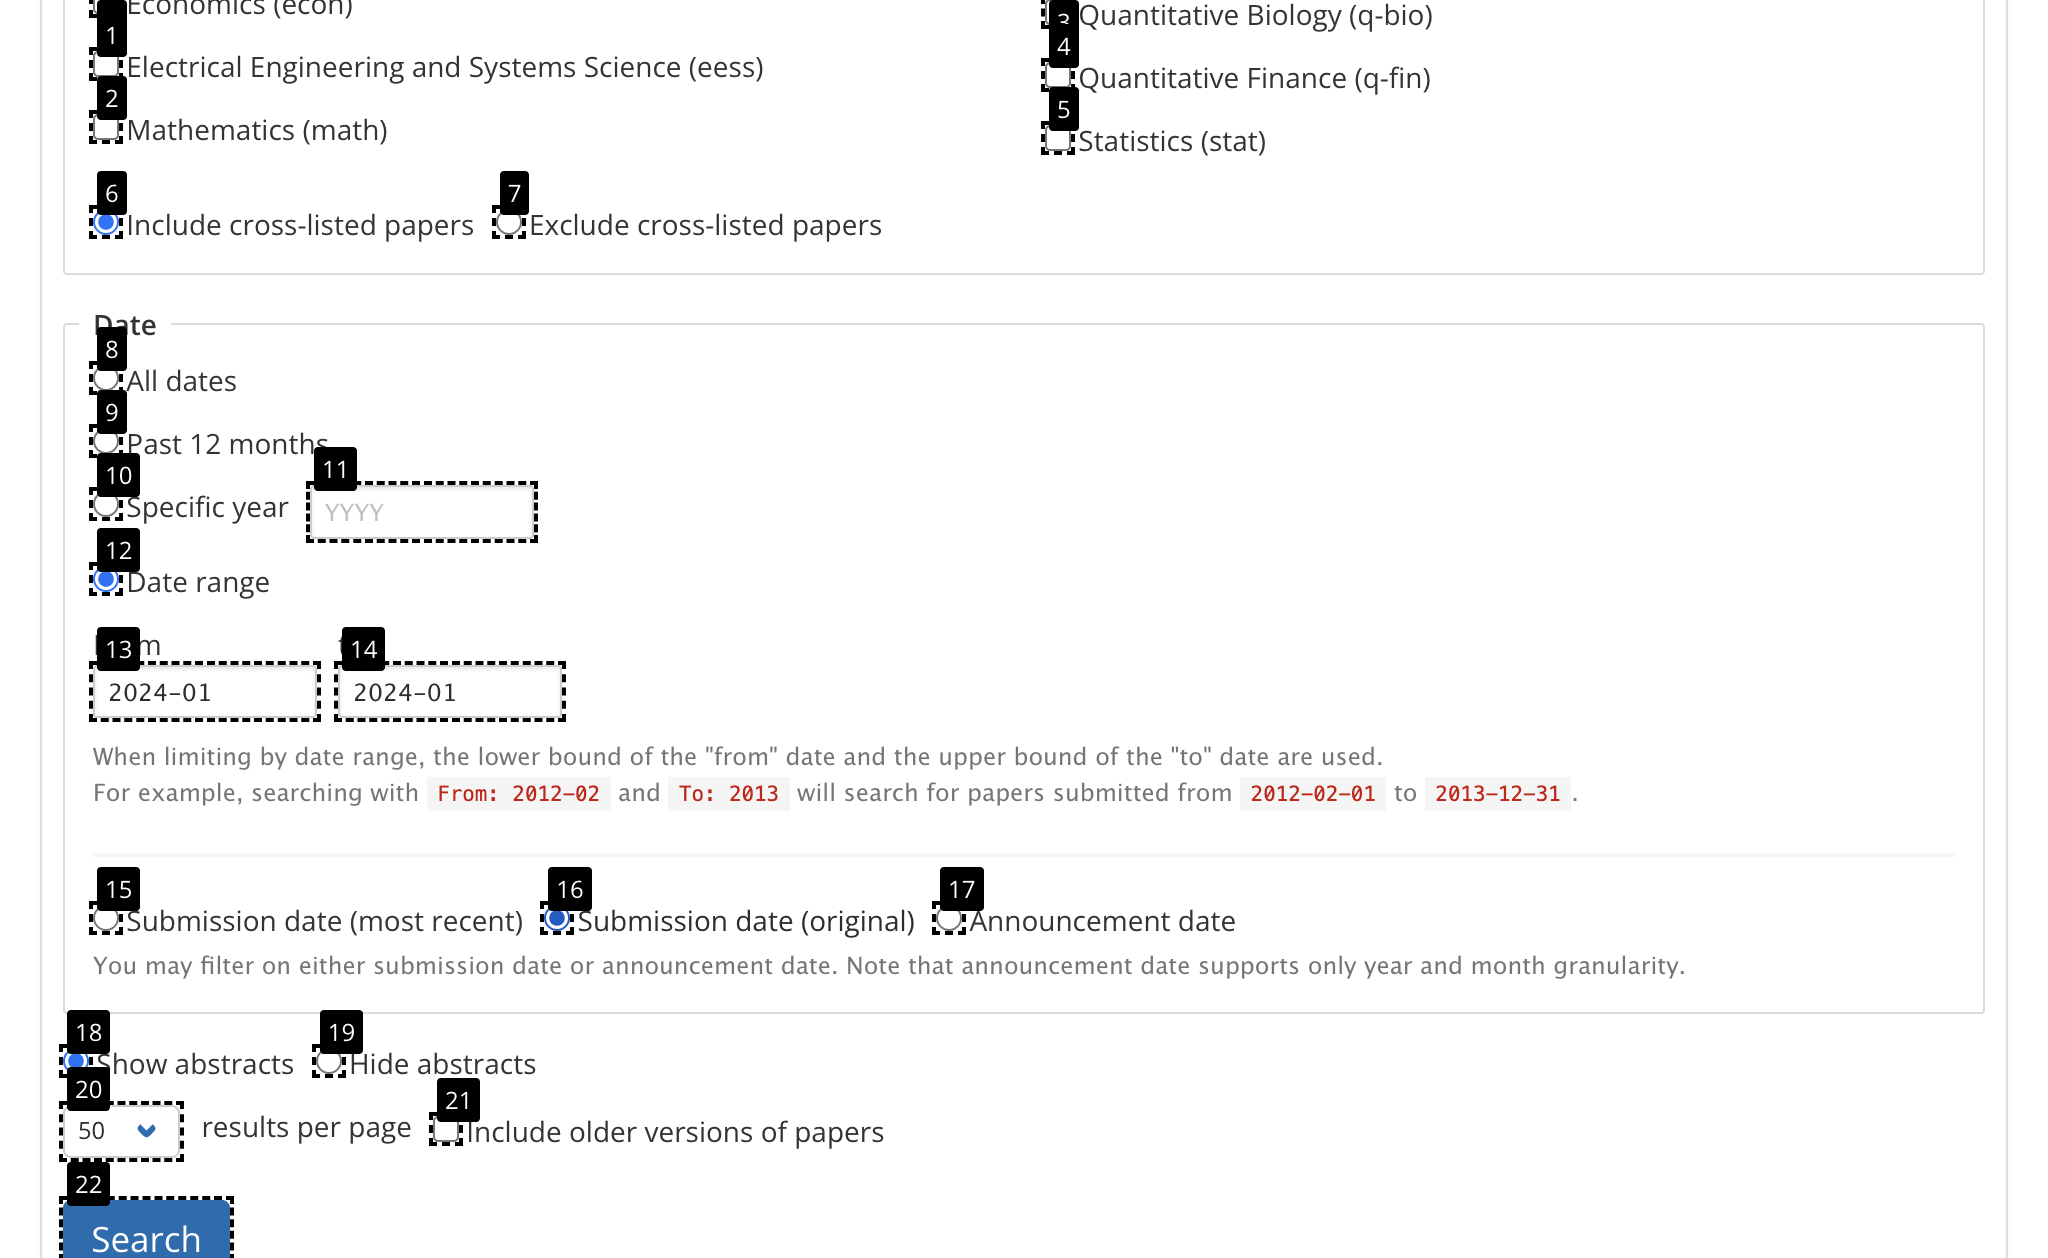 Economics (econ)
3
Quantitative Biology (q-bio)
1
Electrical Engineering and Systems Science (eess)
4
Quantitative Finance (q-fin)
2
Mathematics (math)
5
Statistics (stat)
6
Include cross-listed papers
7
Exclude cross-listed papers
Date
8
All dates
9
Past 12 months
10
Specific year
11
YYYY
12
Date range
13
14
2024-01
2024-01
When limiting by date range, the lower bound of the "from" date and the upper bound of the "to" date are used.
For example, searching with From: 2012-02 and To: 2013 will search for papers submitted from 2012-02-01 to 2013-12-31.
15
Submission date (most recent)
16
Submission date (original)
17
Announcement date
You may filter on either submission date or announcement date. Note that announcement date supports only year and month granularity.
18
Show abstracts
19
Hide abstracts
20
50
results per page
21
Include older versions of papers
22
Search